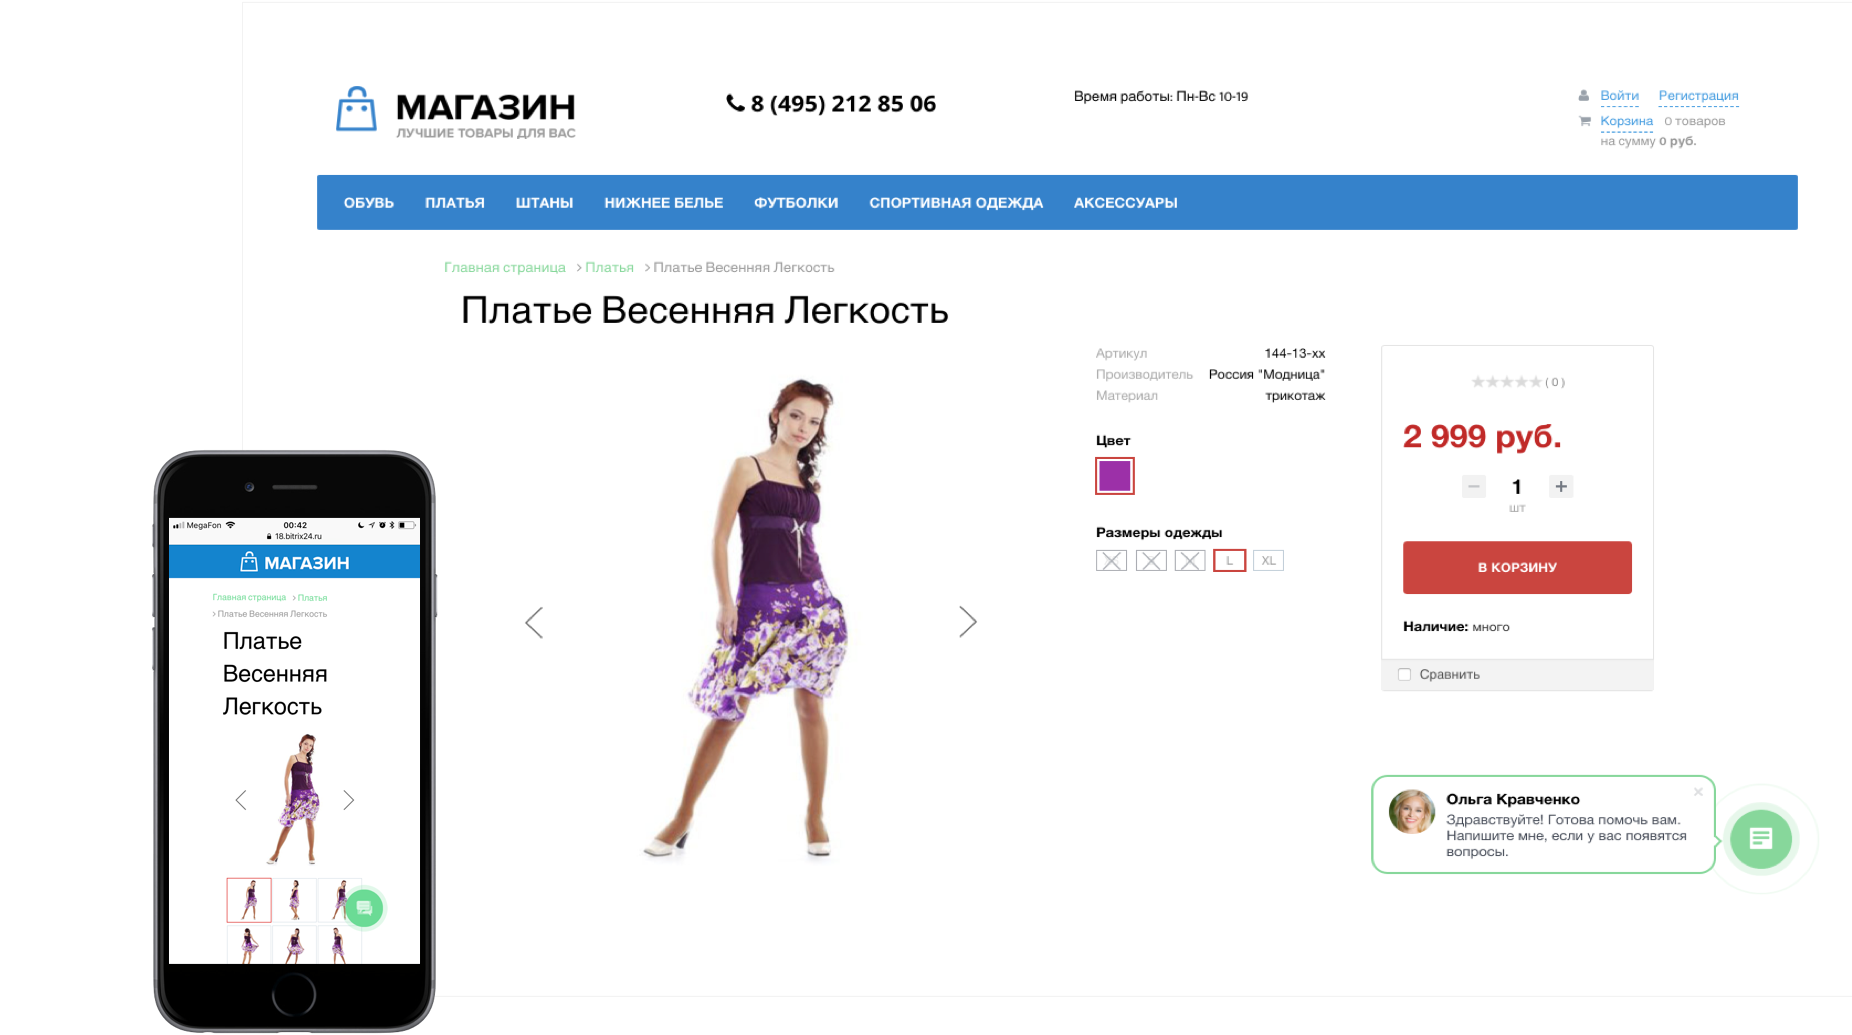 МАГАЗИН
ЛУЧШИЕ ТОВАРЫ ДЛЯ ВАС
8 (495) 212 85 06
Время работы: Пн-Вс 10-19
Войти Регистрация
Корзина 0 товаров
на сумму 0 руб.
ОБУВЬ ПЛАТЬЯ ШТАНЫ НИЖНЕЕ БЕЛЬЕ ФУТБОЛКИ СПОРТИВНАЯ ОДЕЖДА АКСЕССУАРЫ
Главная страница > Платья > Платье Весенняя Легкость
Платье Весенняя Легкость
Артикул 144-13-xx
Производитель Россия "Модница"
Материал трикотаж
Цвет
Размеры одежды
L XL
( 0 )
2 999 руб.
− 1 +
шт
В КОРЗИНУ
Наличие: много
Сравнить
Ольга Кравченко
Здравствуйте! Готова помочь вам.
Напишите мне, если у вас появятся
вопросы.
MegaFon 00:42
18.bitrix24.ru
МАГАЗИН
Главная страница > Платья
> Платье Весенняя Легкость
Платье
Весенняя
Легкость